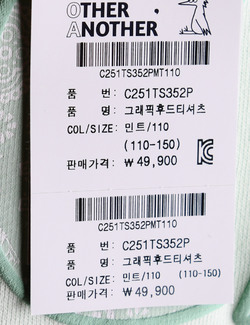 OTHER
ANOTHER
O
A
C251TS352PMT110
품 번: C251TS352P
품 명: 그래픽후드티셔츠
COL/SIZE: 민트/110
(110-150)
판매가격: ₩49,900
C251TS352PMT110
품 번: C251TS352P
품 명: 그래픽후드티셔츠
COL/SIZE: 민트/110 (110-150)
판매가격: ₩49,900